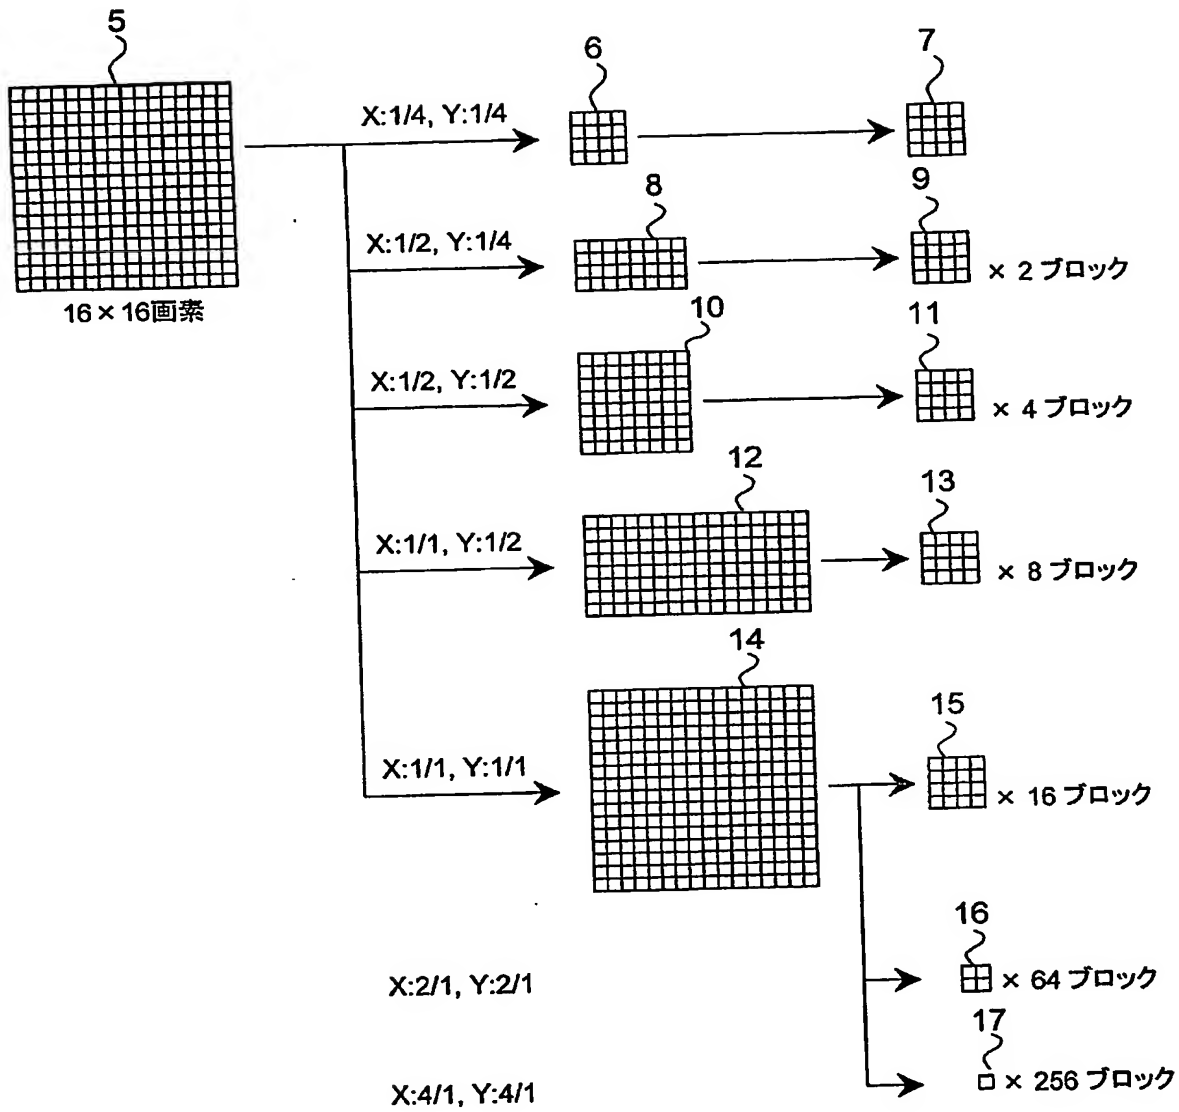 5
6
7
X:1/4, Y:1/4
8
9
X:1/2, Y:1/4
× 2 ブロック
16×16画素
10
11
X:1/2, Y:1/2
× 4 ブロック
12
13
X:1/1, Y:1/2
× 8 ブロック
14
15
X:1/1, Y:1/1
× 16 ブロック
16
X:2/1, Y:2/1
× 64 ブロック
17
X:4/1, Y:4/1
× 256 ブロック